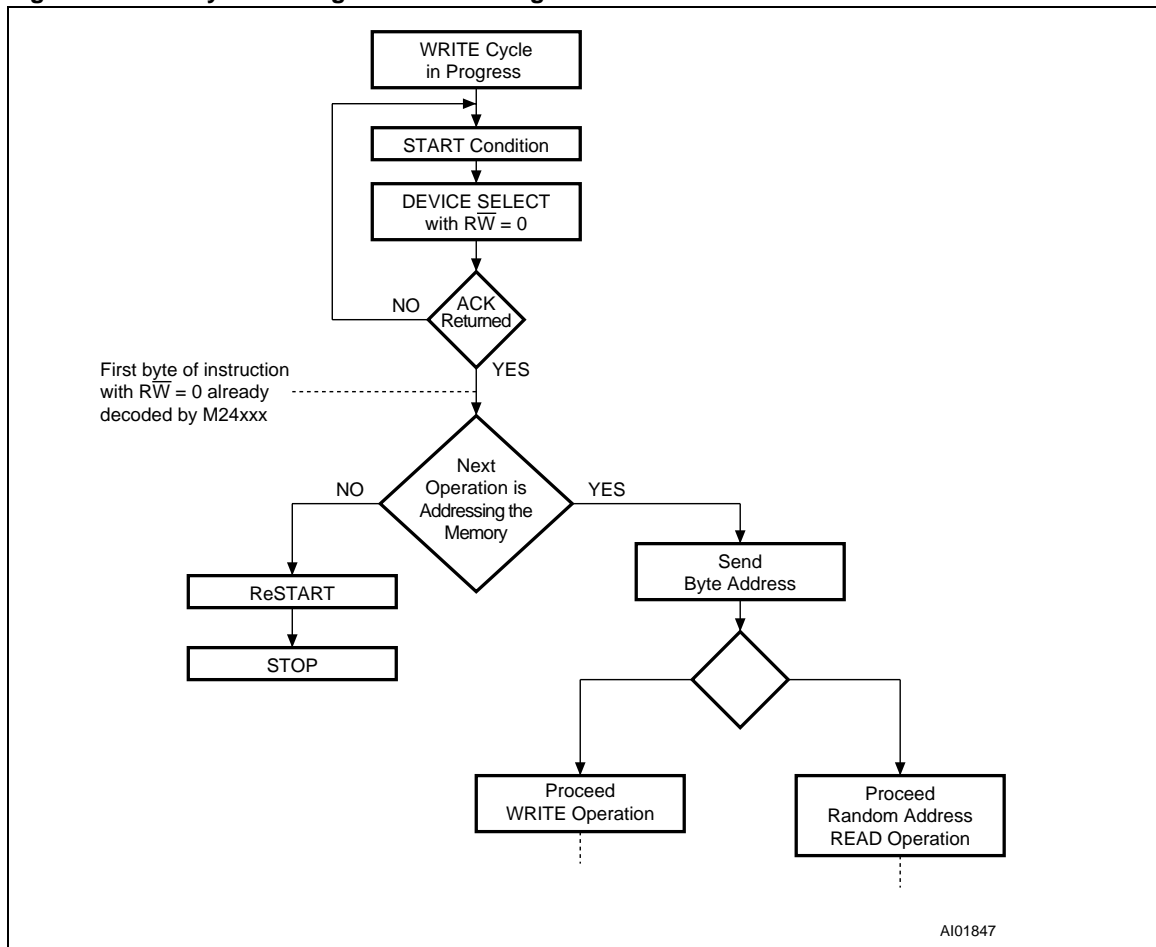 WRITE Cycle
in Progress
START Condition
DEVICE SELECT
with RW̅ = 0
ACK
Returned
NO
YES
First byte of instruction
with RW̅ = 0 already
decoded by M24xxx
Next
Operation is
Addressing the
Memory
NO
YES
Send
Byte Address
ReSTART
STOP
Proceed
WRITE Operation
Proceed
Random Address
READ Operation
AI01847